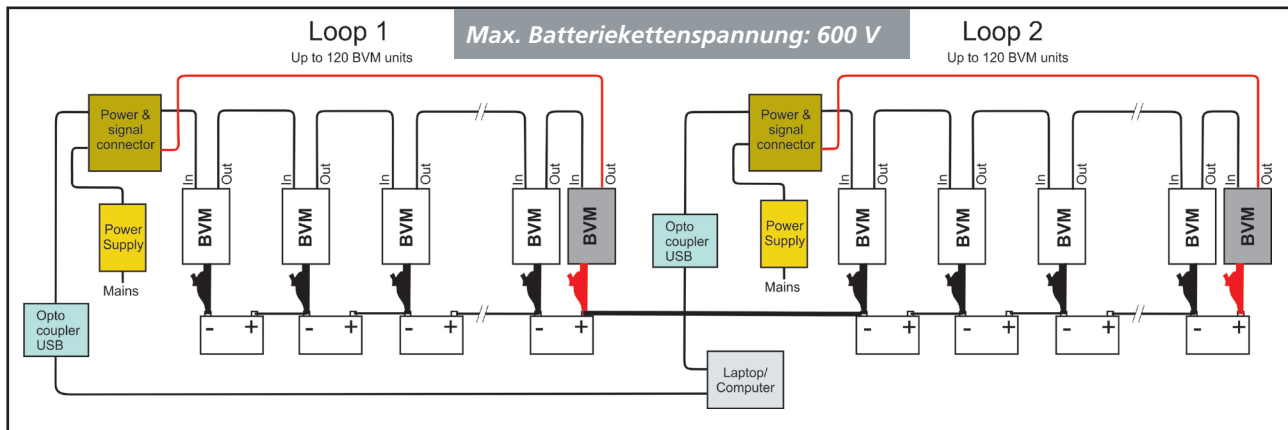 Loop 1
Up to 120 BVM units
Max. Batteriekettenspannung: 600 V
Loop 2
Up to 120 BVM units
Power &
signal
connector
In
Out
In
Out
In
Out
In
Out
In
Out
BVM
BVM
BVM
BVM
BVM
Power
Supply
Mains
Opto
coupler
USB
- +
- +
- +
- +
Power &
signal
connector
In
Out
In
Out
In
Out
In
Out
In
Out
BVM
BVM
BVM
BVM
BVM
Opto
coupler
USB
Power
Supply
Mains
- +
- +
- +
- +
Laptop/
Computer